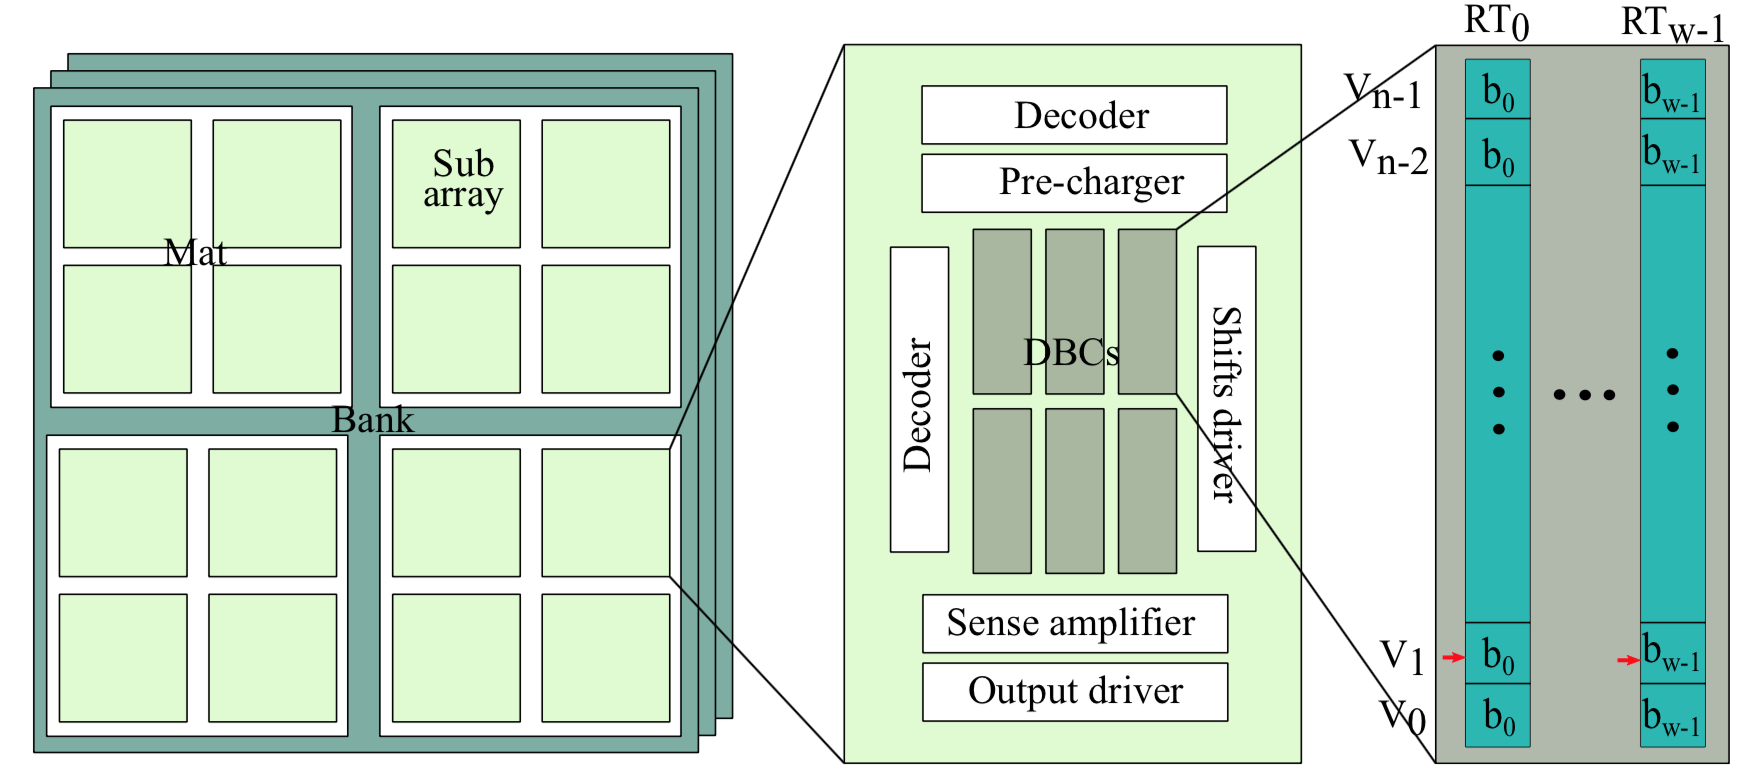 Sub
array
Mat
Bank
Decoder
Pre-charger
Decoder
DBCs
Shifts driver
Sense amplifier
Output driver
RT0 RTw-1
Vn-1 b0 bw-1
Vn-2 b0 bw-1
V1 b0 bw-1
V0 b0 bw-1